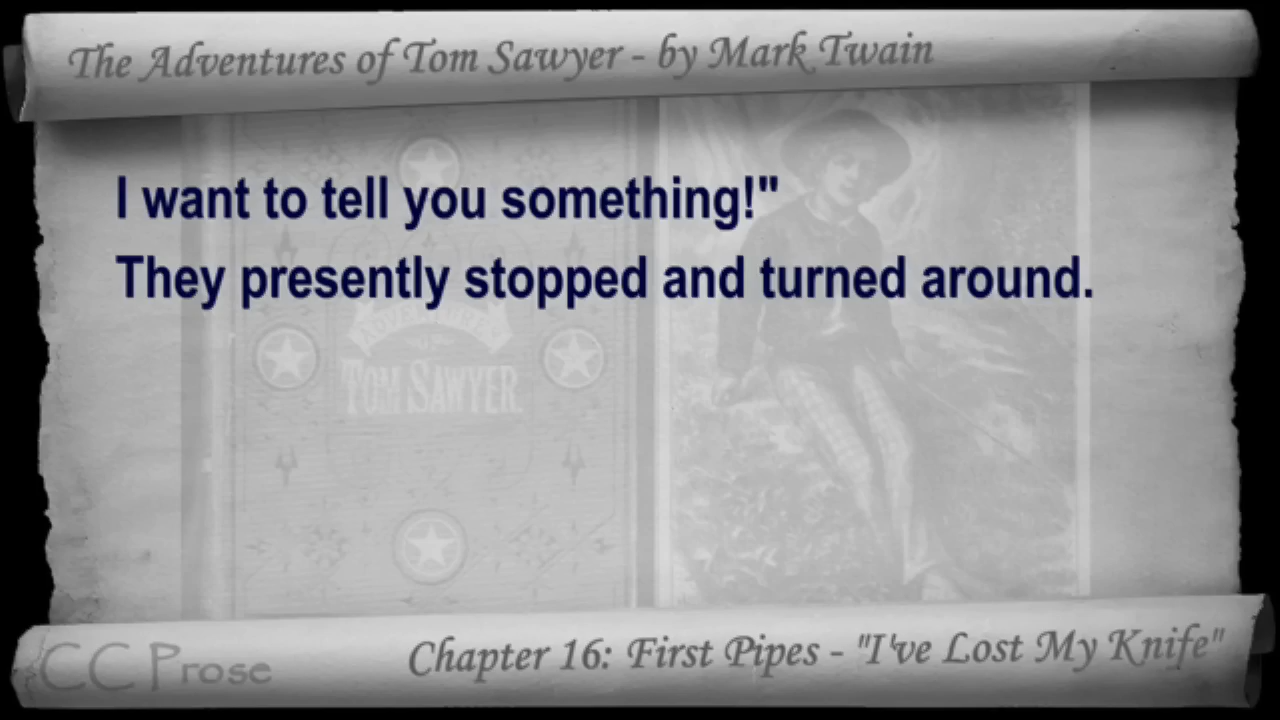 The Adventures of Tom Sawyer - by Mark Twain
I want to tell you something!"
They presently stopped and turned around.
TOM SAWYER.
CC Prose
Chapter 16: First Pipes - "I've Lost My Knife"